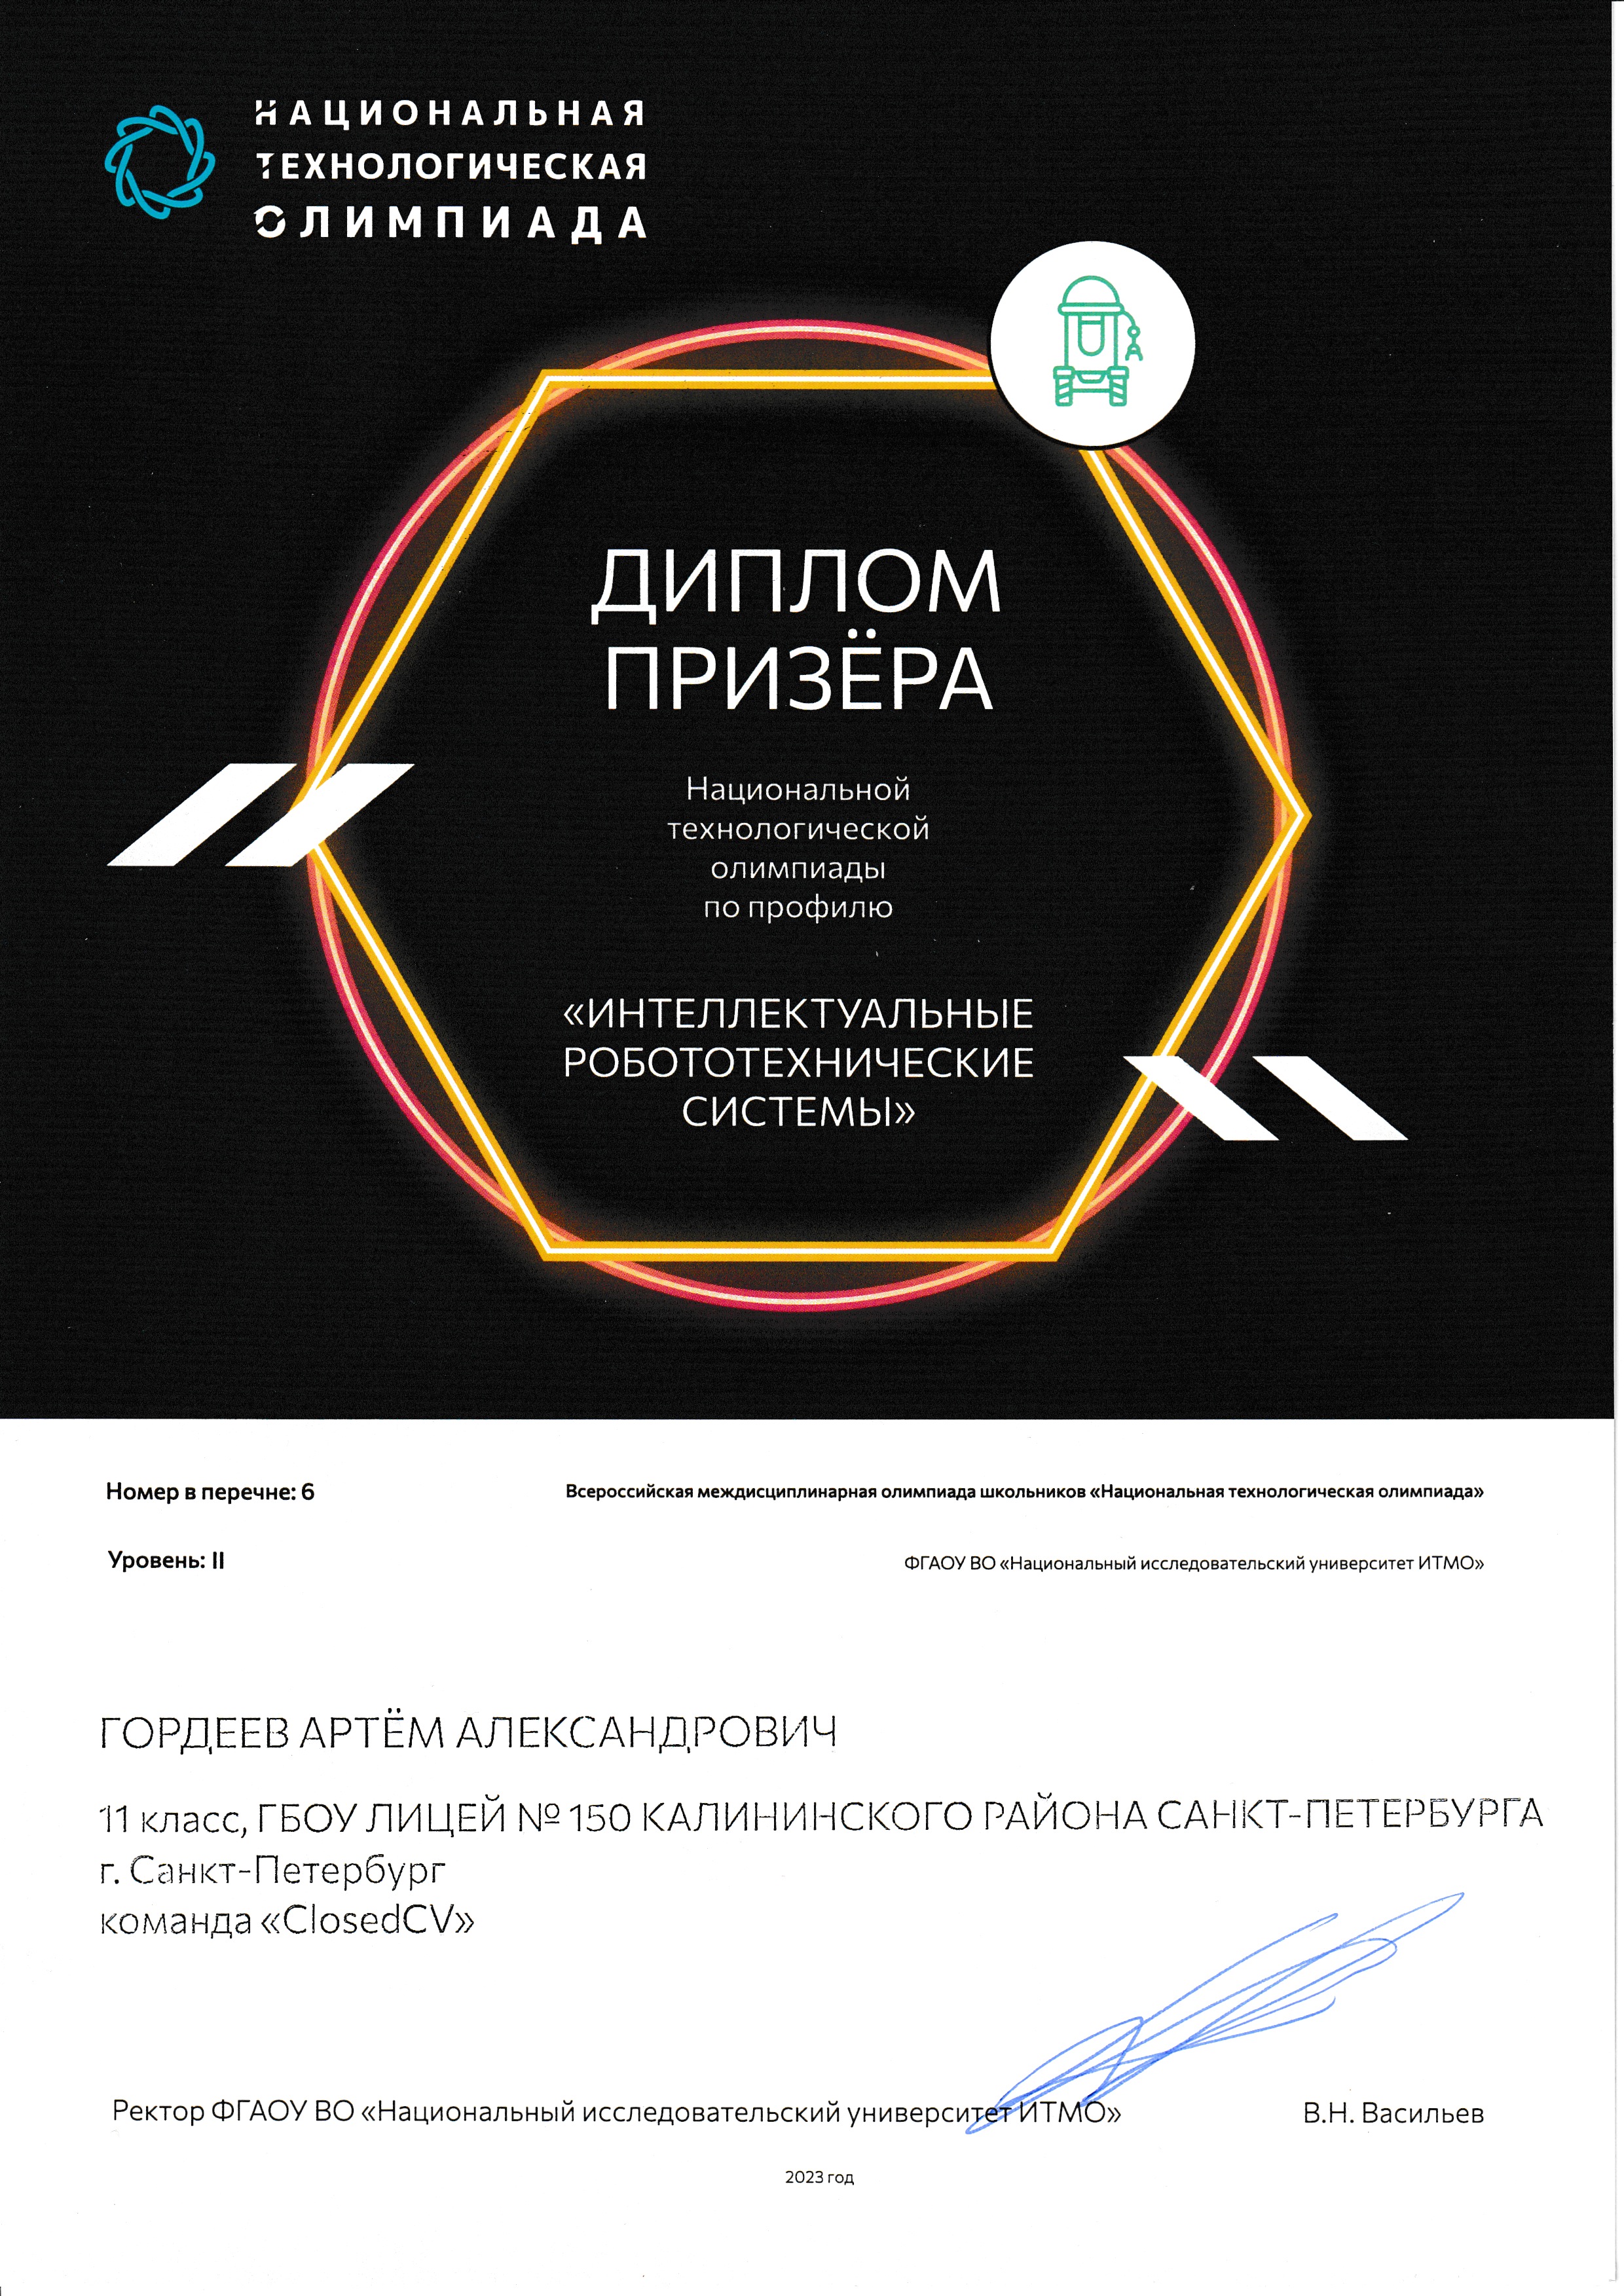 НАЦИОНАЛЬНАЯ
ТЕХНОЛОГИЧЕСКАЯ
ОЛИМПИАДА
ДИПЛОМ
ПРИЗЁРА
Национальной
технологической
олимпиады
по профилю
«ИНТЕЛЛЕКТУАЛЬНЫЕ
РОБОТОТЕХНИЧЕСКИЕ
СИСТЕМЫ»
Номер в перечне: 6
Всероссийская междисциплинарная олимпиада школьников «Национальная технологическая олимпиада»
Уровень: II
ФГАОУ ВО «Национальный исследовательский университет ИТМО»
ГОРДЕЕВ АРТЁМ АЛЕКСАНДРОВИЧ
11 класс, ГБОУ ЛИЦЕЙ № 150 КАЛИНИНСКОГО РАЙОНА САНКТ-ПЕТЕРБУРГА
г. Санкт-Петербург
команда «ClosedCV»
Ректор ФГАОУ ВО «Национальный исследовательский университет ИТМО»
В.Н. Васильев
2023 год